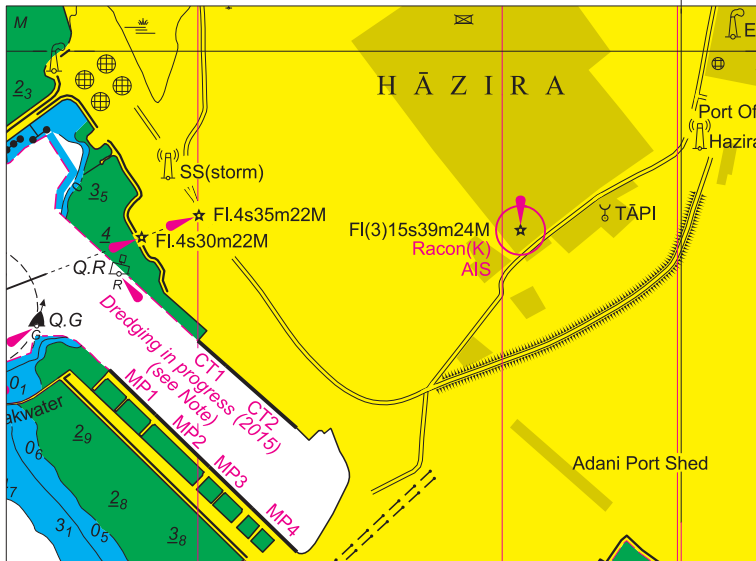 M
E
HĀZIRA
2₃
Port Of
Hazira
SS(storm)
3₅
Fl.4s35m22M
TĀPI
4
Fl.4s30m22M
Fl(3)15s39m24M
Racon(K)
AIS
Q.R
R
Q.G
G
Dredging in progress (2015)
(see Note)
CT1
CT2
MP1
MP2
MP3
MP4
0₁
akwater
2₉
0₆
Adani Port Shed
7
2₈
3₁
0₅
3₈